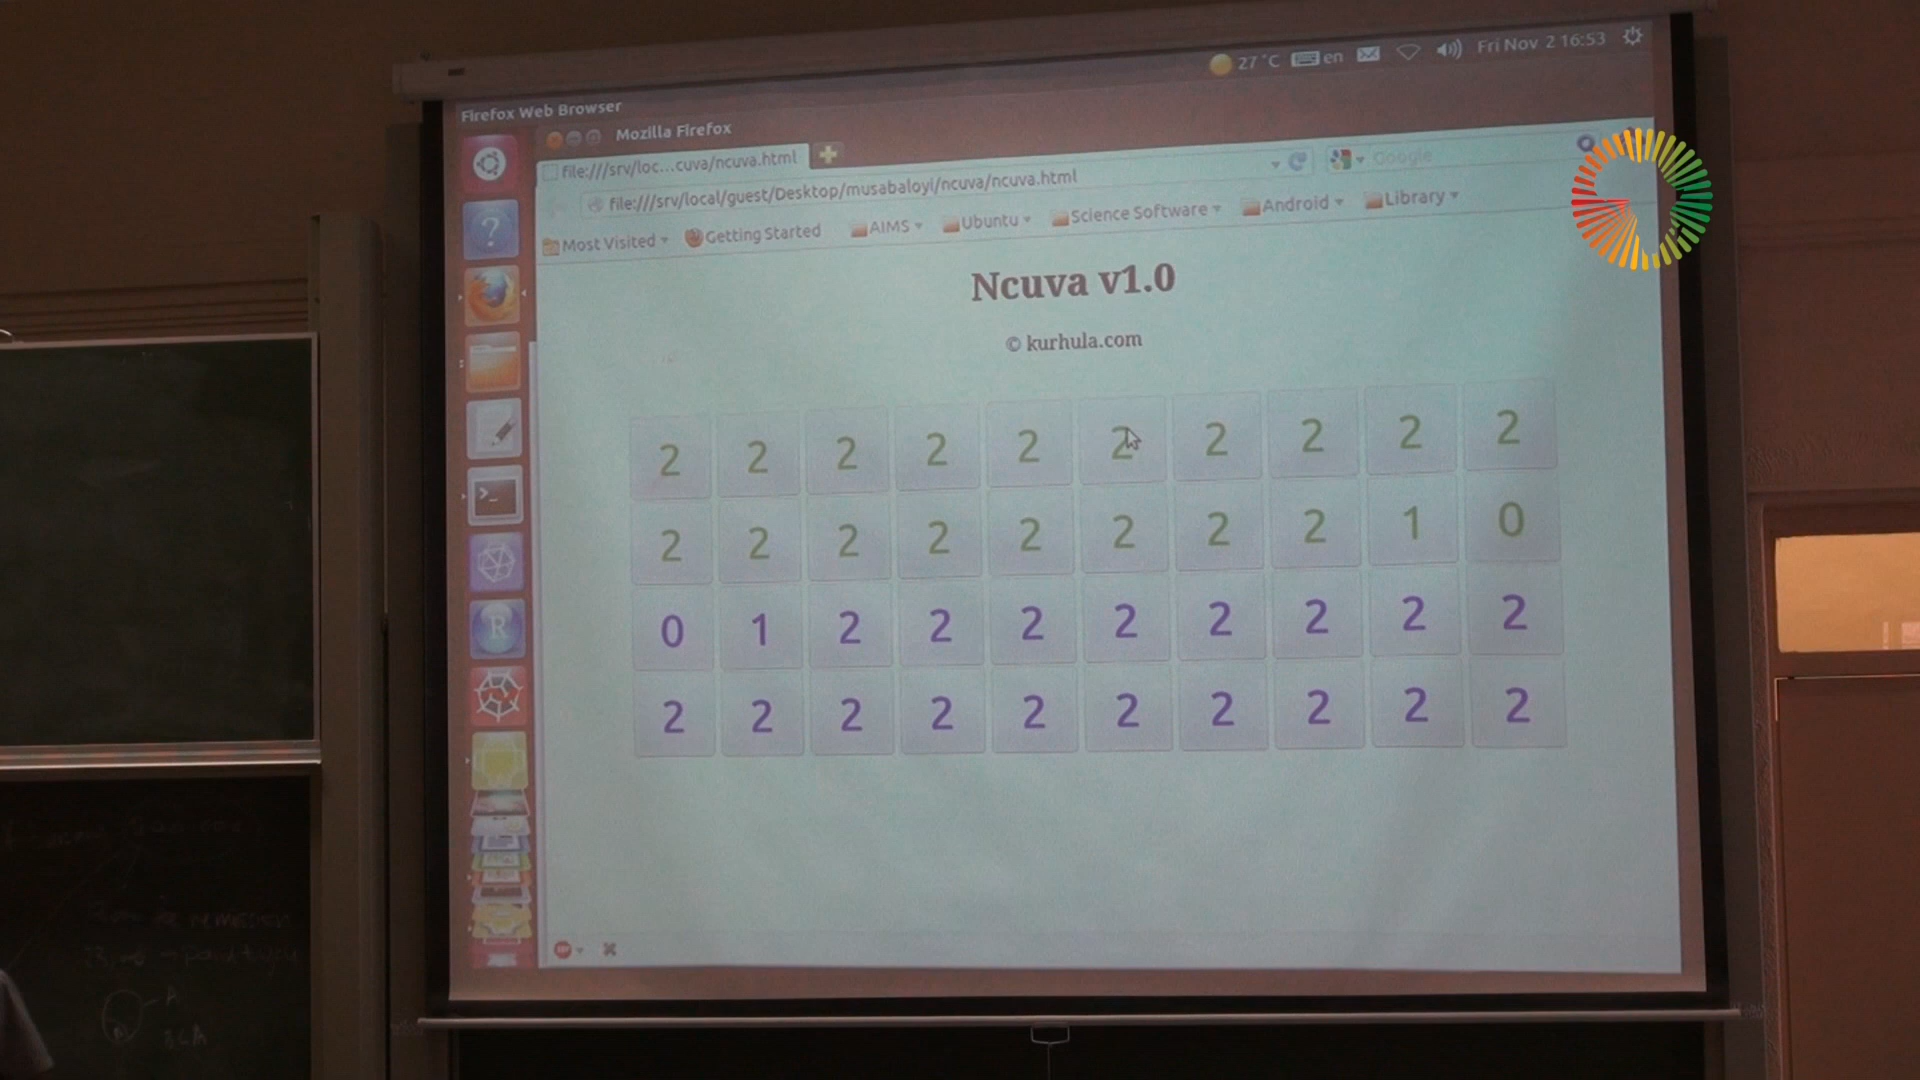 27 °C en Fri Nov 2 16:53
Firefox Web Browser
Mozilla Firefox
file:///srv/loc...cuva/ncuva.html
file:///srv/local/guest/Desktop/musabaloyi/ncuva/ncuva.html Google
Most Visited Getting Started AIMS Ubuntu Science Software Android Library
Ncuva v1.0
© kurhula.com
2 2 2 2 2 2 2 2 2 2
2 2 2 2 2 2 2 2 1 0
0 1 2 2 2 2 2 2 2 2
2 2 2 2 2 2 2 2 2 2